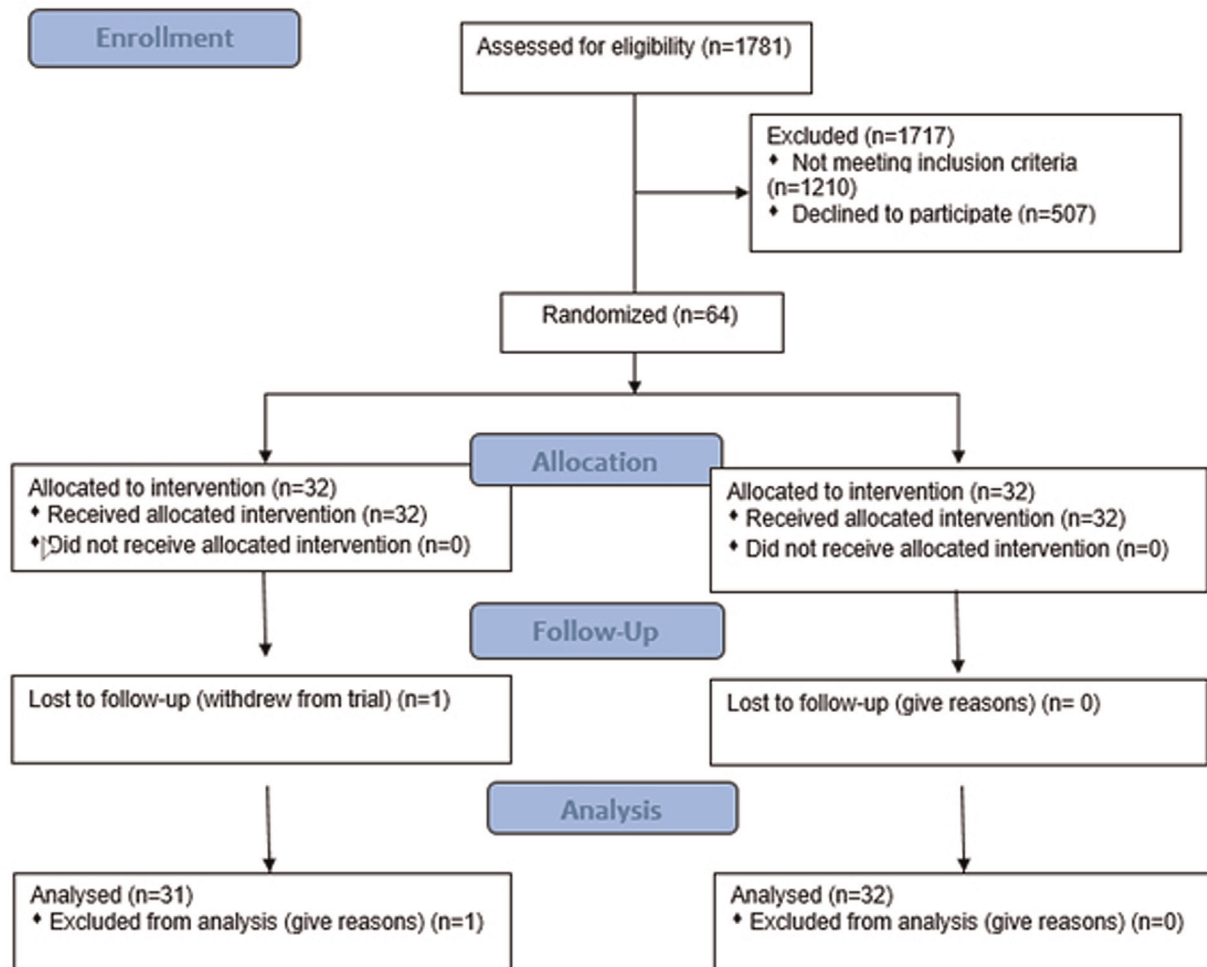 Enrollment
Assessed for eligibility (n=1781)
Excluded (n=1717)
♦ Not meeting inclusion criteria
(n=1210)
♦ Declined to participate (n=507)
Randomized (n=64)
Allocation
Allocated to intervention (n=32)
♦ Received allocated intervention (n=32)
♦ Did not receive allocated intervention (n=0)
Allocated to intervention (n=32)
♦ Received allocated intervention (n=32)
♦ Did not receive allocated intervention (n=0)
Follow-Up
Lost to follow-up (withdrew from trial) (n=1)
Lost to follow-up (give reasons) (n= 0)
Analysis
Analysed (n=31)
♦ Excluded from analysis (give reasons) (n=1)
Analysed (n=32)
♦ Excluded from analysis (give reasons) (n=0)